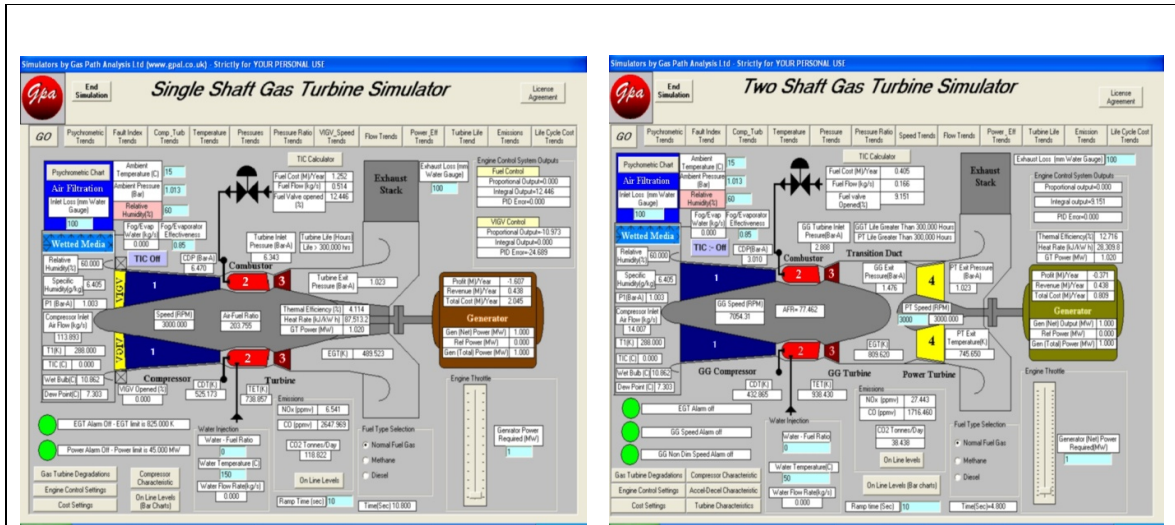 Simulators by Gas Path Analysis Ltd (www.gpal.co.uk) - Strictly for YOUR PERSONAL USE
Gpa
End Simulation
Single Shaft Gas Turbine Simulator
License Agreement
GO
Psychrometric Trends
Fault Index Trend
Comp_Turb Trends
Temperature Trends
Pressures Trends
Pressure Ratio Trends
VIGV_Speed Trends
Flow Trends
Power_Eff Trends
Turbine Life Trend
Emissions Trends
Life Cycle Cost Trends
Psychometric Chart
Ambient Temperature (C) 15
TIC Calculator
Exhaust Loss (mm Water Gauge)
100
Engine Control System Outputs
Air Filtration
Inlet Loss (mm Water Gauge)
100
Ambient Pressure (Bar) 1.013
Relative Humidity(%) 60
Fuel Cost (M)/Year 1.252
Fuel Flow (kg/s) 0.514
Fuel Valve opened (%) 12.446
Exhaust Stack
Fuel Control
Proportional Output=0.000
Integral Output=12.446
PID Error=0.000
Wetted Media
Fog/Evap Water (kg/s) 0.000
Fog/Evaporator Effectiveness 0.85
VIGV Control
Proportional Output=-10.973
Integral Output=0.000
PID Error=-24.689
Relative Humidity(%) 60.000
TIC Off
CDP (Bar-A) 6.470
Turbine Inlet Pressure (Bar-A) 6.343
Turbine Life (Hours)
Life > 300,000 hrs
Combustor
Specific Humidity(g/kg) 6.405
VIGV
1
2
3
Turbine Exit Pressure (Bar-A)
1.023
Profit (M)/Year -1.607
Revenue (M)/Year 0.438
Total Cost (M)/Year 2.045
P1 (Bar-A) 1.003
Compressor Inlet Air Flow (kg/s)
113.893
Speed (RPM)
3000.000
Air Fuel Ratio
203.755
Thermal Efficiency (%) 4.114
Heat Rate (kJ/kW h) 87,513.2
GT Power (MW) 1.020
Generator
Gen (Net) Power (MW) 1.000
Ref Power (MW) 0.000
Gen (Total) Power (MW) 1.000
T1(K) 288.000
TIC (C) 0.000
VGIV
1
2
3
EGT(K) 489.523
Wet Bulb(C) 10.862
Dew Point(C) 7.303
Compressor
VIGV Opened (%)
0.000
CDT(K)
525.173
TET(K)
738.857
Turbine
Engine Throttle
EGT Alarm Off - EGT limit is 825.000 K
Power Alarm Off - Power limit is 45.000 MW
Water Injection
Water - Fuel Ratio
0
Water Temperature (C)
150
Water Flow Rate(kg/s)
0.000
Emissions
NOx (ppmv) 6.541
CO (ppmv) 2647.969
CO2 Tonnes/Day
118.822
On Line Levels
Fuel Type Selection
Normal Fuel Gas
Methane
Diesel
Generator Power Required (MW)
1
Gas Turbine Degradations
Engine Control Settings
Cost Settings
Compressor Characteristic
On Line Levels (Bar Charts)
Ramp Time (sec) 10
Time(Sec) 10.800
Simulators by Gas Path Analysis Ltd - Strictly for YOUR PERSONAL USE
Gpa
End Simulation
Two Shaft Gas Turbine Simulator
License Agreement
GO
Psychrometric Trends
Fault Index Trend
Comp_Turb Trends
Temperature Trends
Pressure Trends
Pressure Ratio Trends
Speed Trends
Flow Trends
Power_Eff Trends
Turbine Life Trends
Emission Trends
Life Cycle Cost Trends
Psychometric Chart
Ambient Temperature (C) 15
TIC Calculator
Exhaust Loss (mm Water Gauge) 100
Air Filtration
Inlet Loss (mm Water Gauge)
100
Ambient Pressure (Bar) 1.013
Relative Humidity(%) 60
Fuel Cost (M)/Year 0.405
Fuel Flow (kg/s) 0.166
Fuel valve opened(%) 9.151
Exhaust Stack
Engine Control System Outputs
Proportional output=0.000
Integral output=9.151
PID Error=0.000
Wetted Media
Fog/Evap Water (kg/s) 0.000
Fog/Evaporator Effectiveness 0.85
Relative Humidity(%) 60.000
TIC :- Off
CDP(Bar-A) 3.010
GG Turbine Inlet Pressure(Bar-A)
2.888
GGT Life Greater Than 300,000 Hours
PT Life Greater Than 300,000 Hours
Thermal Efficiency(%) 12.716
Heat Rate (kJ/kW h) 28,309.8
GT Power (MW) 1.020
Combustor
Transition Duct
Specific Humidity(g/kg) 6.405
1
2
3
GG Exit Pressure (Bar-A)
1.476
4
PT Exit Pressure (Bar-A)
1.023
Profit (M)/Year -0.371
Revenue (M)/Year 0.438
Total Cost (M)/Year 0.809
P1(Bar-A) 1.003
Compressor Inlet Air Flow (kg/s)
14.007
GG Speed (RPM)
7054.31
AFR= 77.462
PT Speed (RPM)
3000 3000.000
Generator
Gen (Net) Output (MW) 1.000
Ref Power (MW) 0.000
Gen (Total) Power (MW) 1.000
T1(K) 288.000
TIC (C) 0.000
1
2
3
EGT(K)
809.620
4
PT Exit Temperature(K)
745.650
Wet Bulb (C) 10.862
Dew Point(C) 7.303
GG Compressor
CDT(K)
432.865
TET(K)
938.430
GG Turbine
Power Turbine
Engine Throttle
EGT Alarm off
GG Speed Alarm off
GG Non Dim Speed Alarm off
Water Injection
Water - Fuel Ratio
0
Water Temperature(C)
50
Water Flow Rate(kg/s)
0.000
Emissions
NOx (ppmv) 27.443
CO (ppmv) 1716.460
CO2 Tonnes/Day
38.438
On Line levels
Fuel Type Selection
Normal Fuel Gas
Methane
Diesel
Generator (Net) Power Required(MW)
1
Gas Turbine Degradations
Engine Control Settings
Cost Settings
Compressor Characteristic
Accel-Decel Characteristic
Turbine Characteristics
On Line Levels (Bar charts)
Ramp time (sec) 10
Time(Sec)=4.800